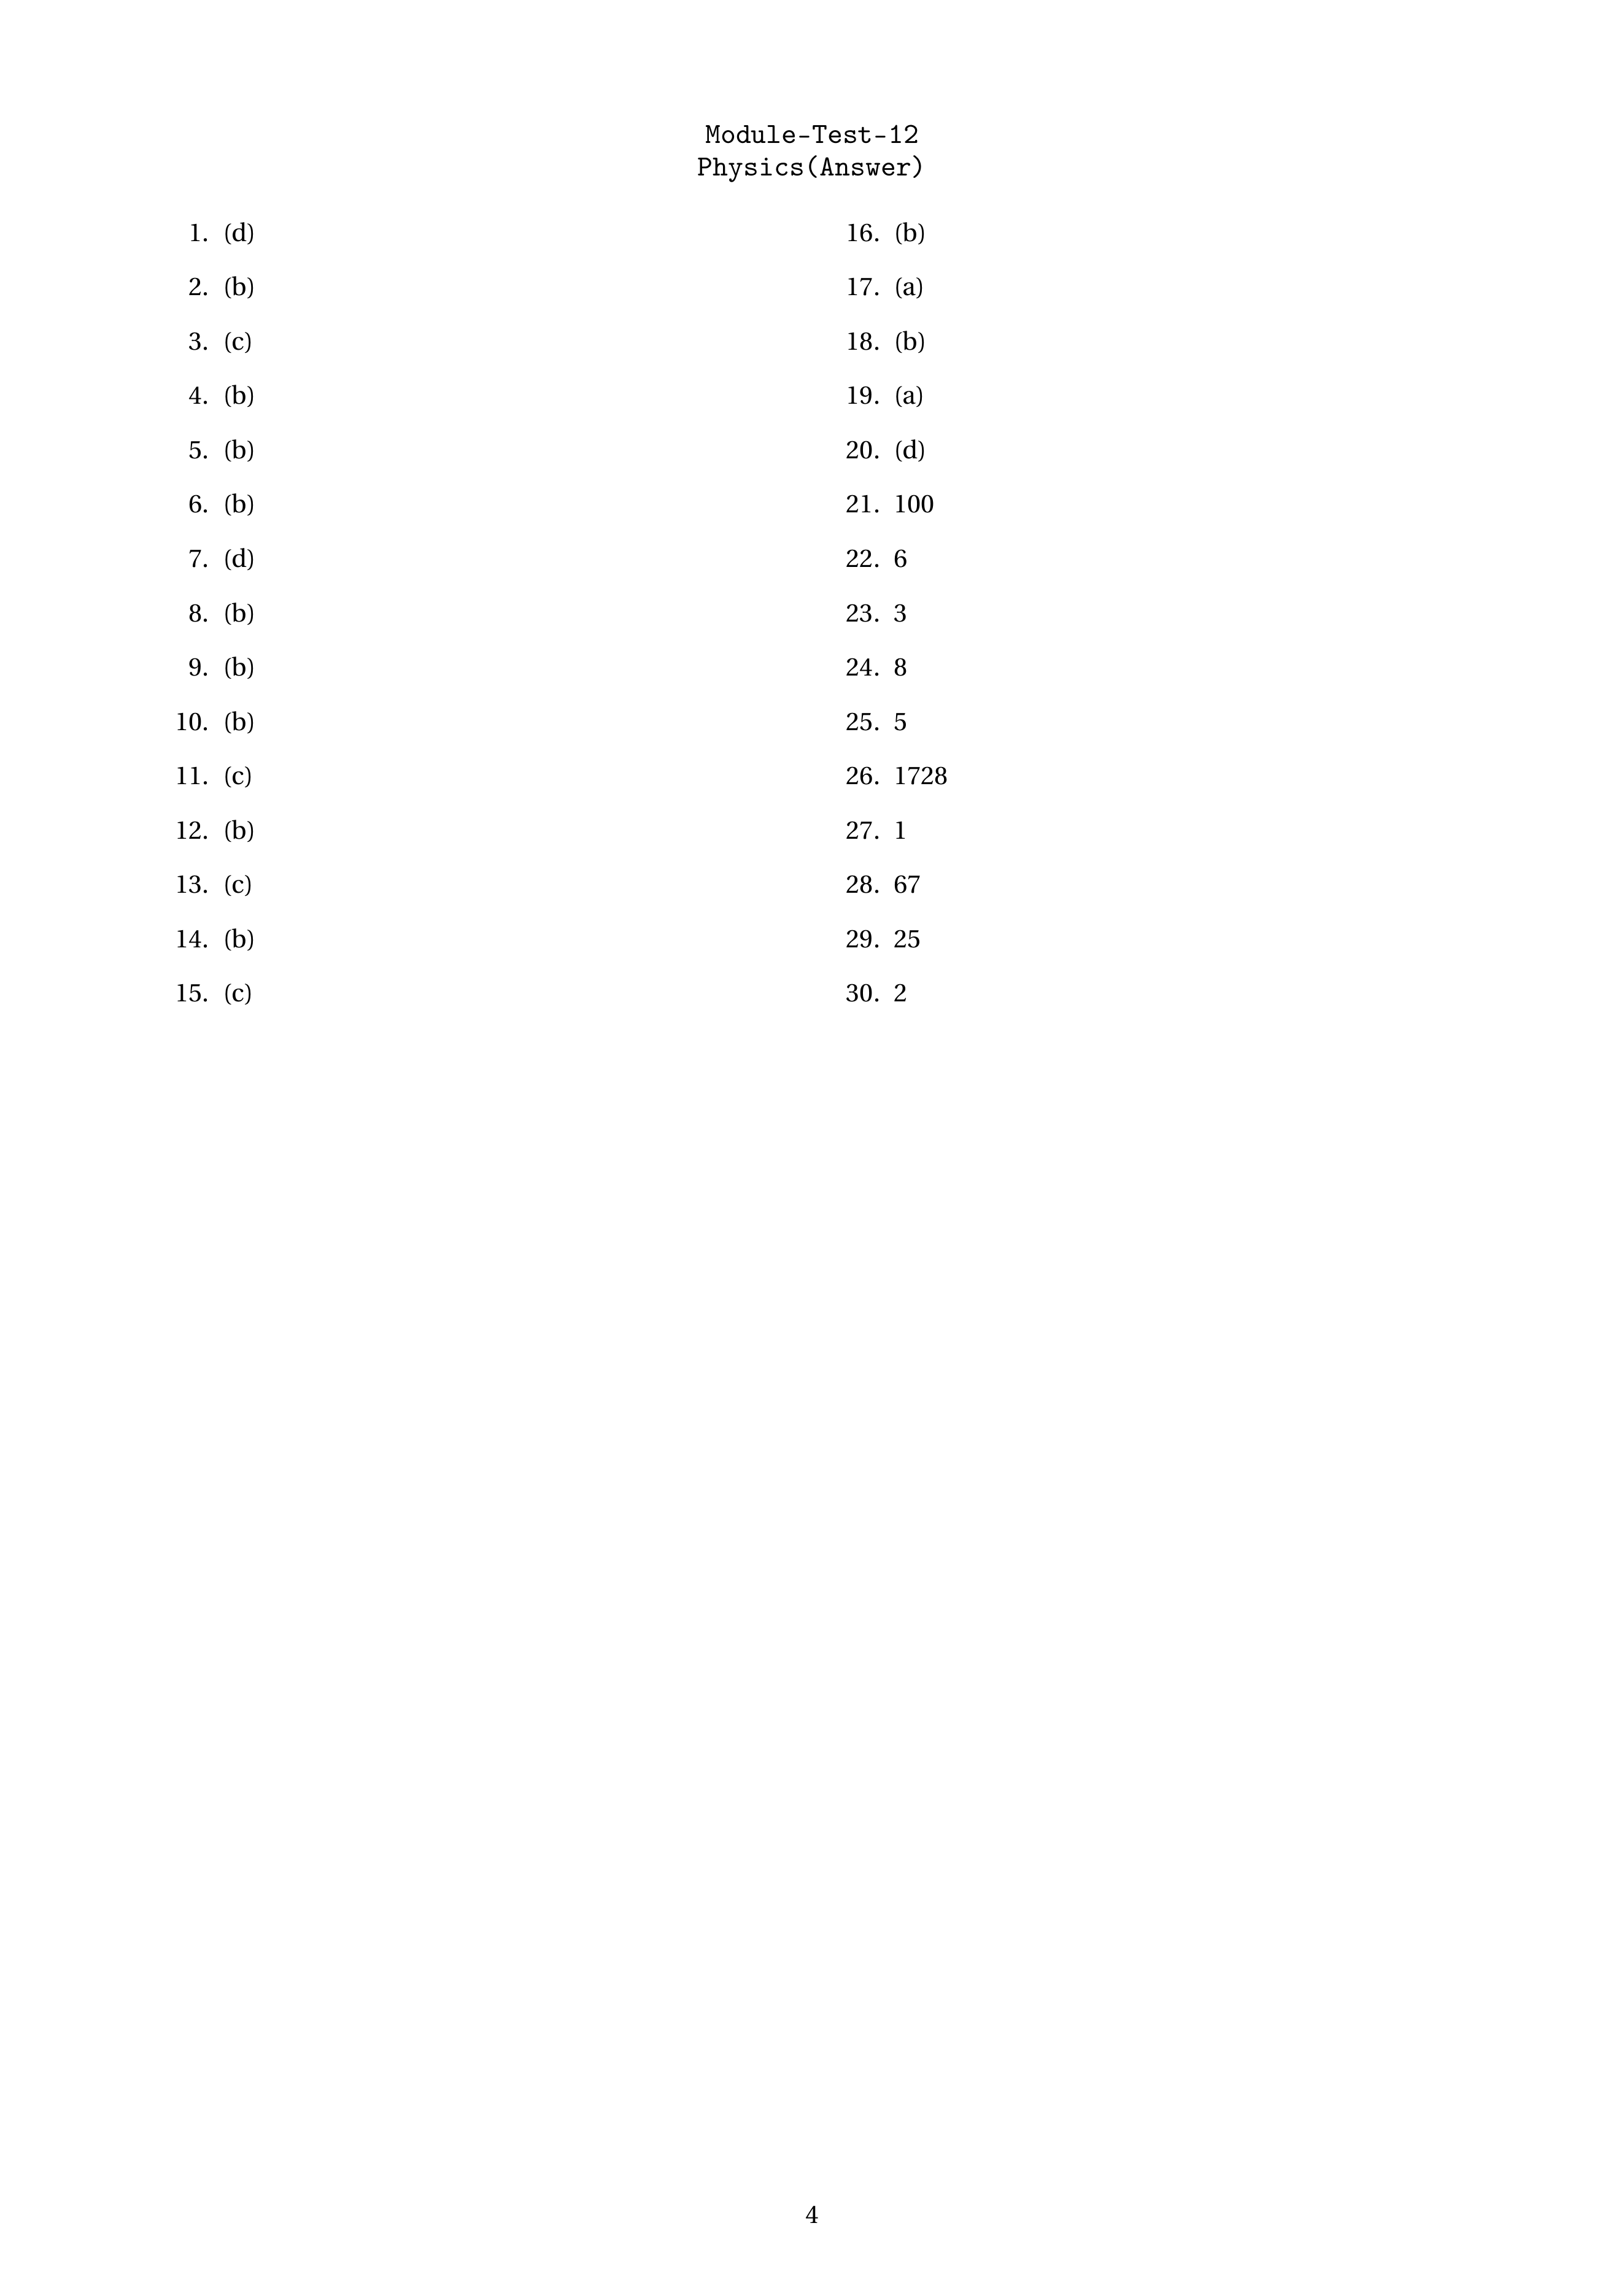 Module-Test-12
Physics(Answer)
1. (d)
2. (b)
3. (c)
4. (b)
5. (b)
6. (b)
7. (d)
8. (b)
9. (b)
10. (b)
11. (c)
12. (b)
13. (c)
14. (b)
15. (c)
16. (b)
17. (a)
18. (b)
19. (a)
20. (d)
21. 100
22. 6
23. 3
24. 8
25. 5
26. 1728
27. 1
28. 67
29. 25
30. 2
4